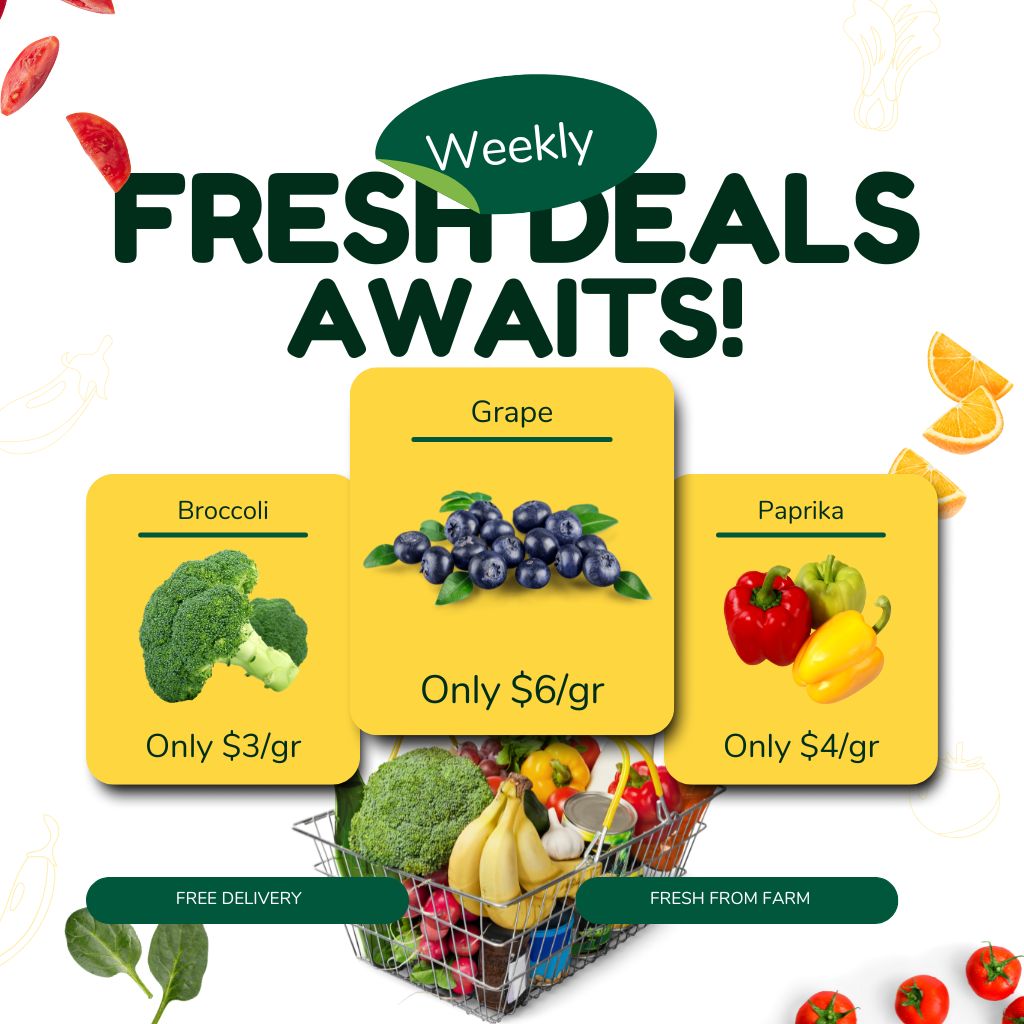 Weekly
FRESH DEALS
AWAITS!
Grape
Only $6/gr
Broccoli
Only $3/gr
Paprika
Only $4/gr
FREE DELIVERY
FRESH FROM FARM